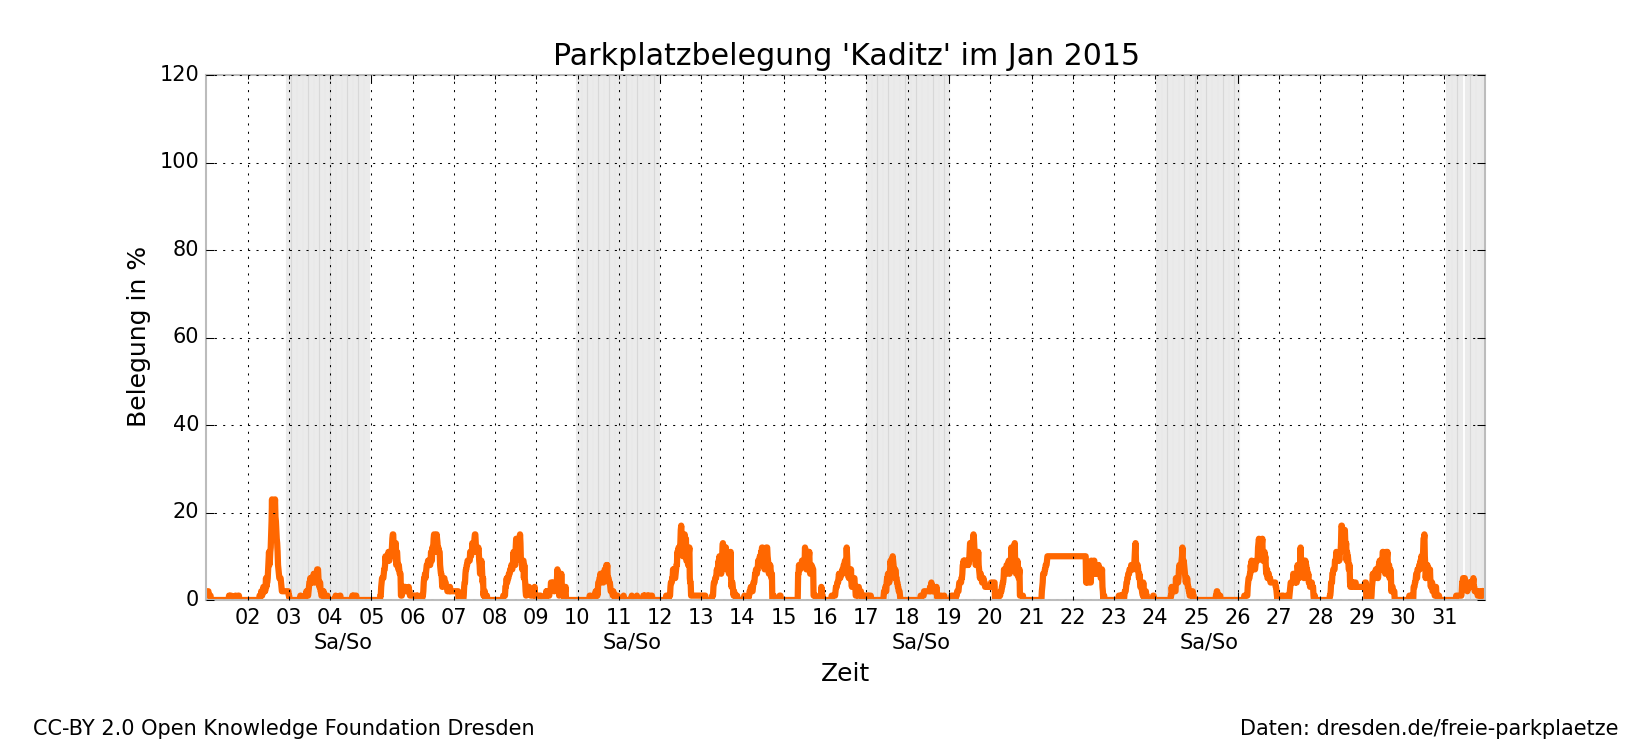 Parkplatzbelegung 'Kaditz' im Jan 2015
120
100
80
60
40
20
0
Belegung in %
02 03 04 05 06 07 08 09 10 11 12 13 14 15 16 17 18 19 20 21 22 23 24 25 26 27 28 29 30 31
Sa/So Sa/So Sa/So Sa/So
Zeit
CC-BY 2.0 Open Knowledge Foundation Dresden
Daten: dresden.de/freie-parkplaetze